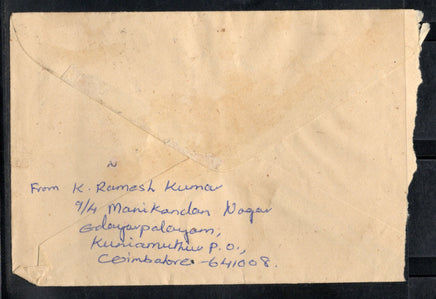 From K. Ramesh Kumar
9/4 Manikandan Nagar
Edayarpalayam,
Kuniamuthur P.O.,
Coimbatore - 641008.